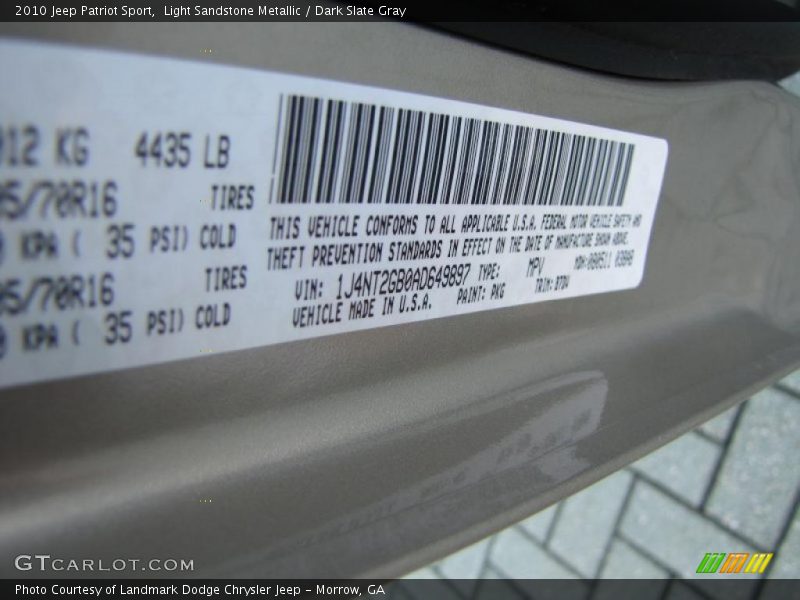 2010 Jeep Patriot Sport,  Light Sandstone Metallic / Dark Slate Gray
012 KG 4435 LB
05/70R16 TIRES
KPA ( 35 PSI) COLD
05/70R16 TIRES
KPA ( 35 PSI) COLD
THIS VEHICLE CONFORMS TO ALL APPLICABLE U.S.A. FEDERAL MOTOR VEHICLE SAFETY AND
THEFT PREVENTION STANDARDS IN EFFECT ON THE DATE OF MANUFACTURE SHOWN ABOVE.
VIN: 1J4NT2GB0AD649897 TYPE: MPV
VEHICLE MADE IN U.S.A. PAINT: PKG TRIM:
GTCARLOT.COM
Photo Courtesy of Landmark Dodge Chrysler Jeep - Morrow, GA